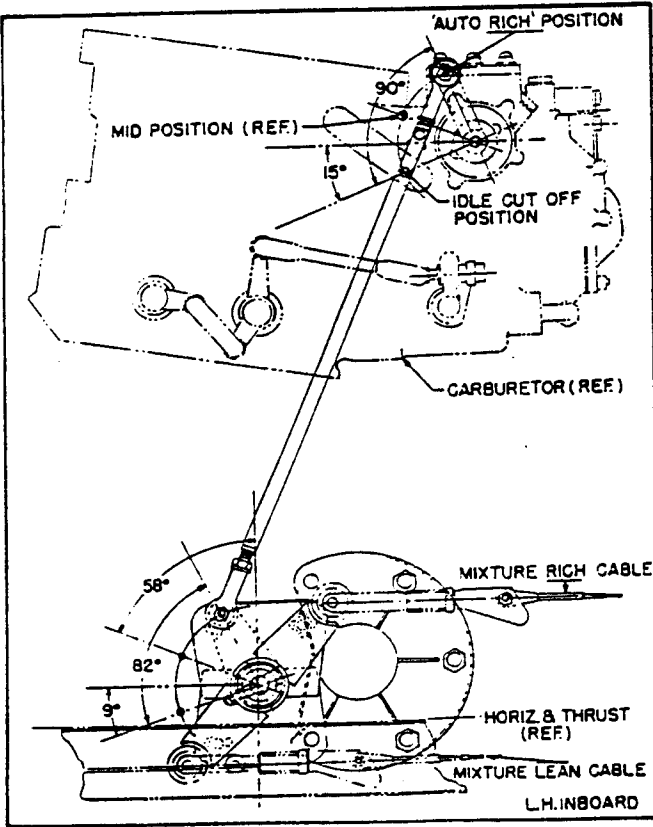 'AUTO RICH' POSITION
90°
MID POSITION (REF.)
15°
IDLE CUT OFF
POSITION
CARBURETOR (REF.)
58°
MIXTURE RICH CABLE
82°
9°
HORIZ & THRUST
(REF.)
MIXTURE LEAN CABLE
L.H. INBOARD